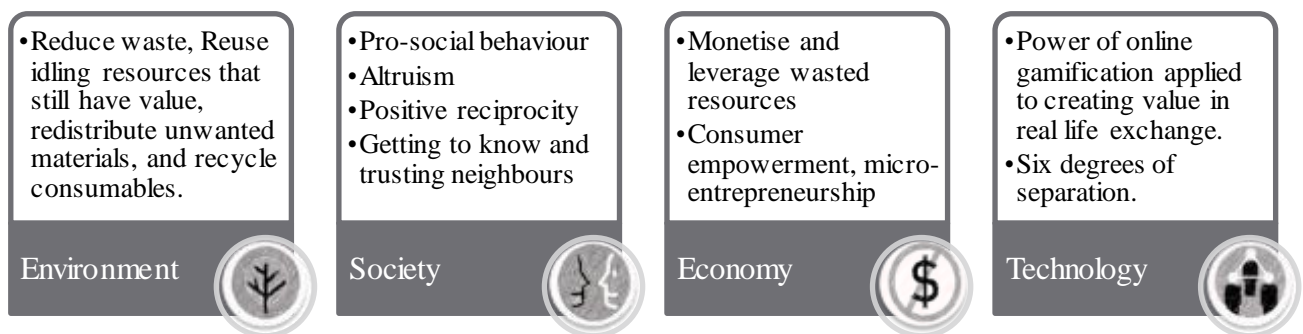 •Reduce waste, Reuse
idling resources that
still have value,
redistribute unwanted
materials, and recycle
consumables.
Environment
•Pro-social behaviour
•Altruism
•Positive reciprocity
•Getting to know and
trusting neighbours
Society
•Monetise and
leverage wasted
resources
•Consumer
empowerment, micro-
entrepreneurship
Economy
$
•Power of online
gamification applied
to creating value in
real life exchange.
•Six degrees of
separation.
Technology